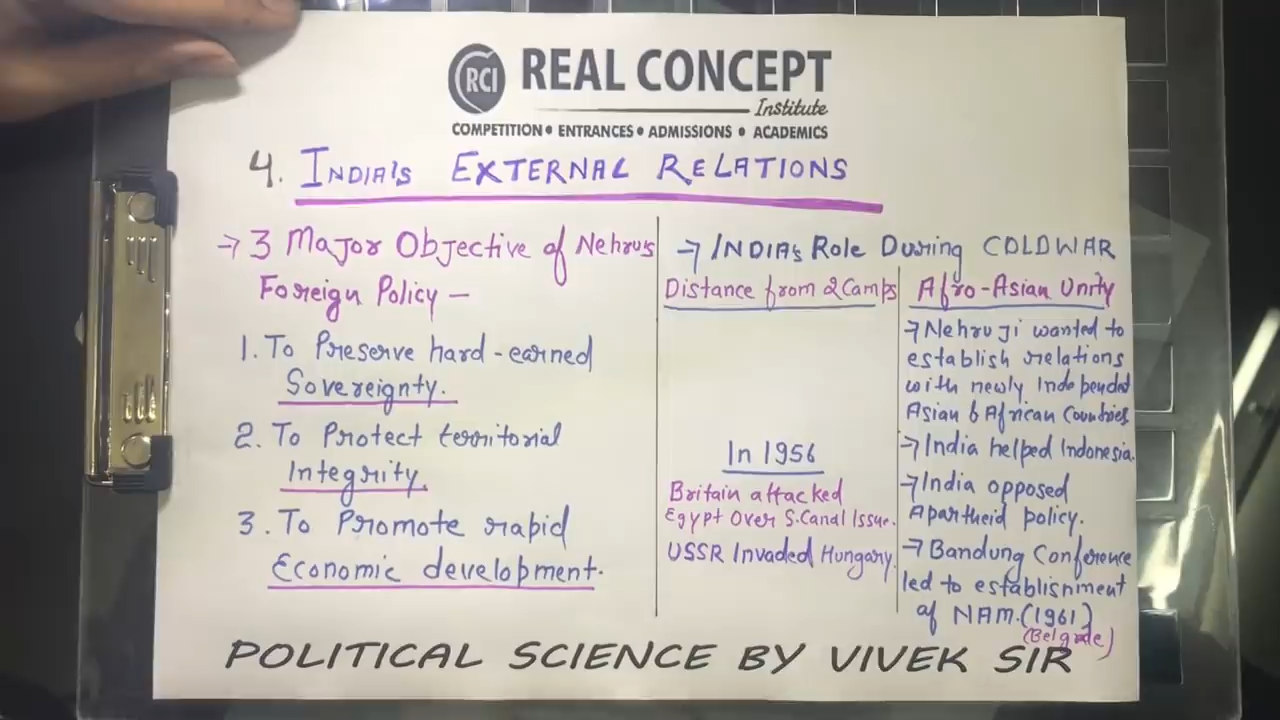 RCI REAL CONCEPT
Institute
COMPETITION • ENTRANCES • ADMISSIONS • ACADEMICS
4. INDIA'S EXTERNAL RELATIONS
→ 3 Major Objective of Nehru's
Foreign Policy —
1. To Preserve hard-earned
Sovereignty.
2. To Protect territorial
Integrity.
3. To Promote rapid
Economic development.
→ INDIA's Role During COLDWAR
Distance from 2 Camps
In 1956
Britain attacked
Egypt Over S.Canal Issue.
USSR Invaded Hungary.
Afro-Asian Unity
→ Nehru Ji wanted to
establish relations
with newly Independed
Asian & African Countries
→ India helped Indonesia.
→ India opposed
Apartheid policy.
→ Bandung Conference
led to establishment
of NAM. (1961)
(Belgrade)
POLITICAL SCIENCE BY VIVEK SIR